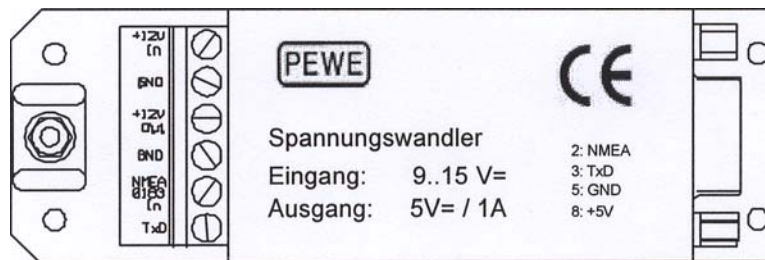 +12V
In
GND
+12V
Out
GND
NMEA
0183
In
TxD
PEWE
CE
Spannungswandler
Eingang: 9..15 V=
Ausgang: 5V= / 1A
2: NMEA
3: TxD
5: GND
8: +5V